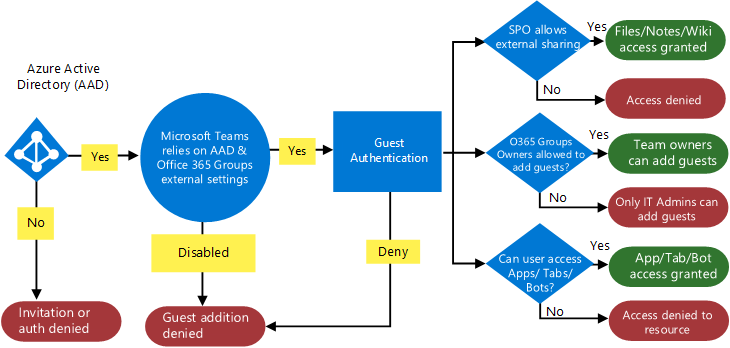 Azure Active
Directory (AAD)
Yes
No
Invitation or
auth denied
Microsoft Teams
relies on AAD &
Office 365 Groups
external settings
Yes
Disabled
Guest addition
denied
Guest
Authentication
Deny
SPO allows
external sharing
Yes
Files/Notes/Wiki
access granted
No
Access denied
O365 Groups
Owners allowed to
add guests?
Yes
Team owners
can add guests
No
Only IT Admins can
add guests
Can user access
Apps/ Tabs/
Bots?
Yes
App/Tab/Bot
access granted
No
Access denied to
resource